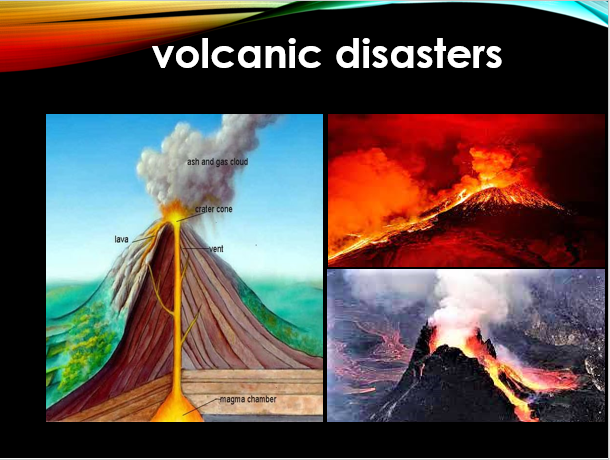 volcanic disasters
ash and gas cloud
crater cone
lava
vent
magma chamber